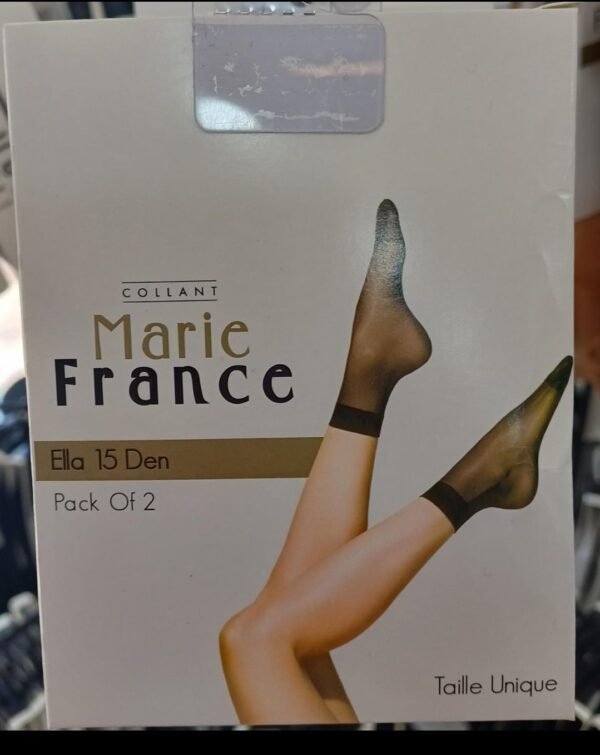 COLLANT
Marie
France
Ella 15 Den
Pack Of 2
Taille Unique